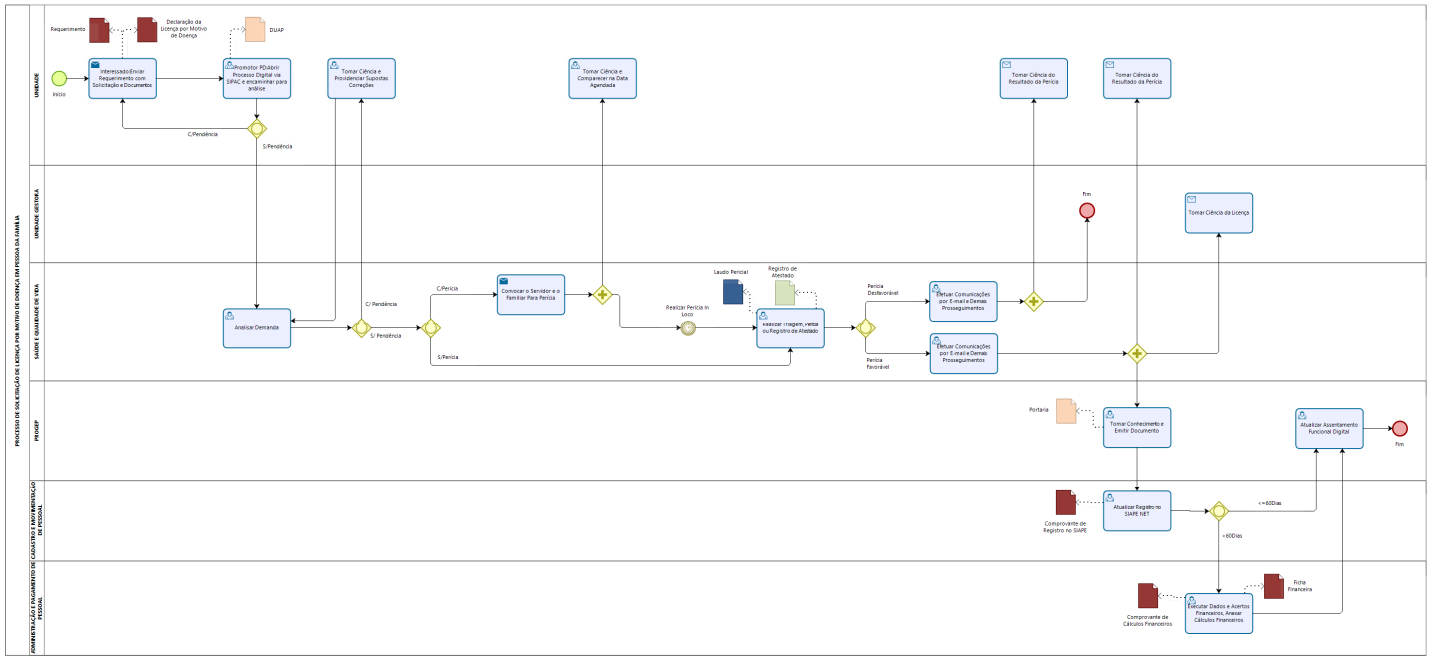 PROCESSO DE SOLICITAÇÃO DE LICENÇA POR MOTIVO DE DOENÇA EM PESSOA DA FAMÍLIA
UNIDADE
Requerimento
Declaração da
Licença por Motivo
de Doença
DUAP
Início
Interessado:Enviar
Requerimento com
Solicitação e Documentos
Promotor PD:Abrir
Processo Digital via
SIPAC e encaminhar para
análise
Tomar Ciência e
Providenciar Supostas
Correções
Tomar Ciência e
Comparecer na Data
Agendada
Tomar Ciência do
Resultado da Perícia
Tomar Ciência do
Resultado da Perícia
C/Pendência
S/Pendência
UNIDADE GESTORA
Fim
Tomar Ciência da Licença
SAÚDE E QUALIDADE DE VIDA
Analisar Demanda
C/ Pendência
S/ Pendência
C/Perícia
S/Perícia
Convocar o Servidor e o
Familiar Para Perícia
Realizar Perícia In
Loco
Laudo Pericial
Registro de
Atestado
Realizar Triagem, Perícia
ou Registro de Atestado
Perícia
Desfavorável
Perícia
Favorável
Efetuar Comunicações
por E-mail e Demais
Prosseguimentos
Efetuar Comunicações
por E-mail e Demais
Prosseguimentos
PROGEP
Portaria
Tomar Conhecimento e
Emitir Documento
Atualizar Assentamento
Funcional Digital
Fim
CADASTRO E MOVIMENTAÇÃO
DE PESSOAL
Comprovante de
Registro no SIAPE
Atualizar Registro no
SIAPE NET
<=60Dias
>60Dias
ADMINISTRAÇÃO E PAGAMENTO DE
PESSOAL
Comprovante de
Cálculos Financeiros
Executar Dados e Acertos
Financeiros, Anexar
Cálculos Financeiros
Ficha
Financeira